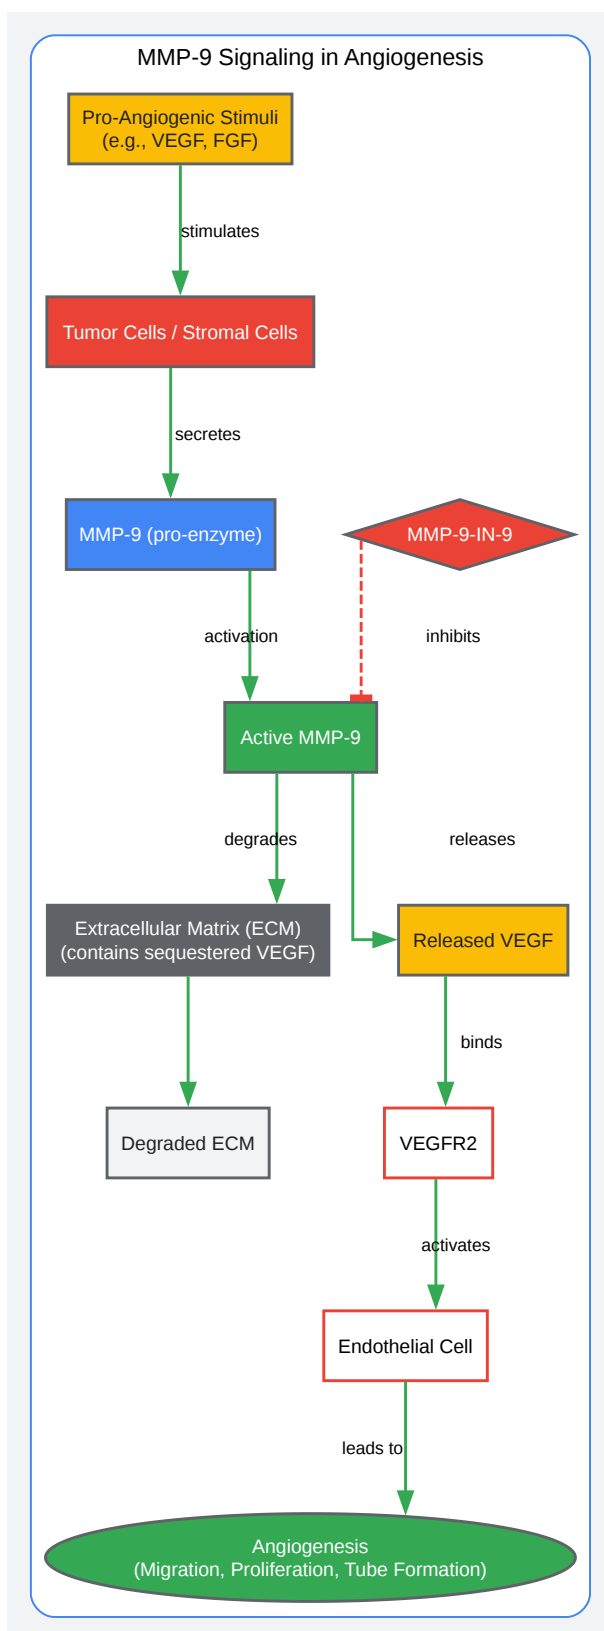 MMP-9 Signaling in Angiogenesis
Pro-Angiogenic Stimuli
(e.g., VEGF, FGF)
stimulates
Tumor Cells / Stromal Cells
secretes
MMP-9 (pro-enzyme)
MMP-9-IN-9
activation
inhibits
Active MMP-9
degrades
releases
Extracellular Matrix (ECM)
(contains sequestered VEGF)
Released VEGF
binds
Degraded ECM
VEGFR2
activates
Endothelial Cell
leads to
Angiogenesis
(Migration, Proliferation, Tube Formation)